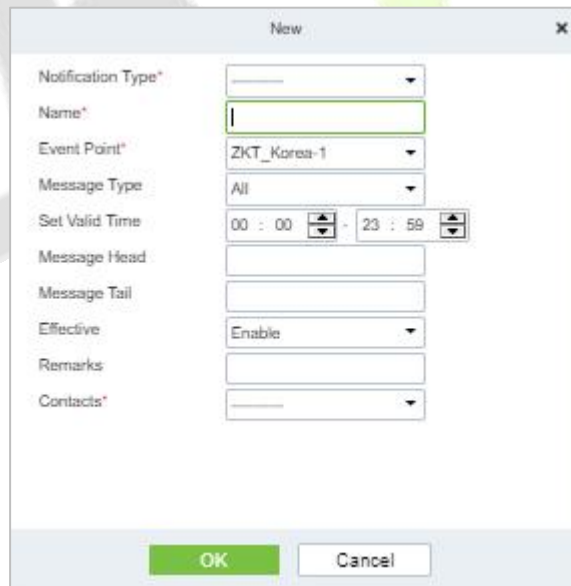 New
Notification Type* ----------
Name*
Event Point* ZKT_Korea-1
Message Type All
Set Valid Time 00 : 00 - 23 : 59
Message Head
Message Tail
Effective Enable
Remarks
Contacts* ----------
OK Cancel